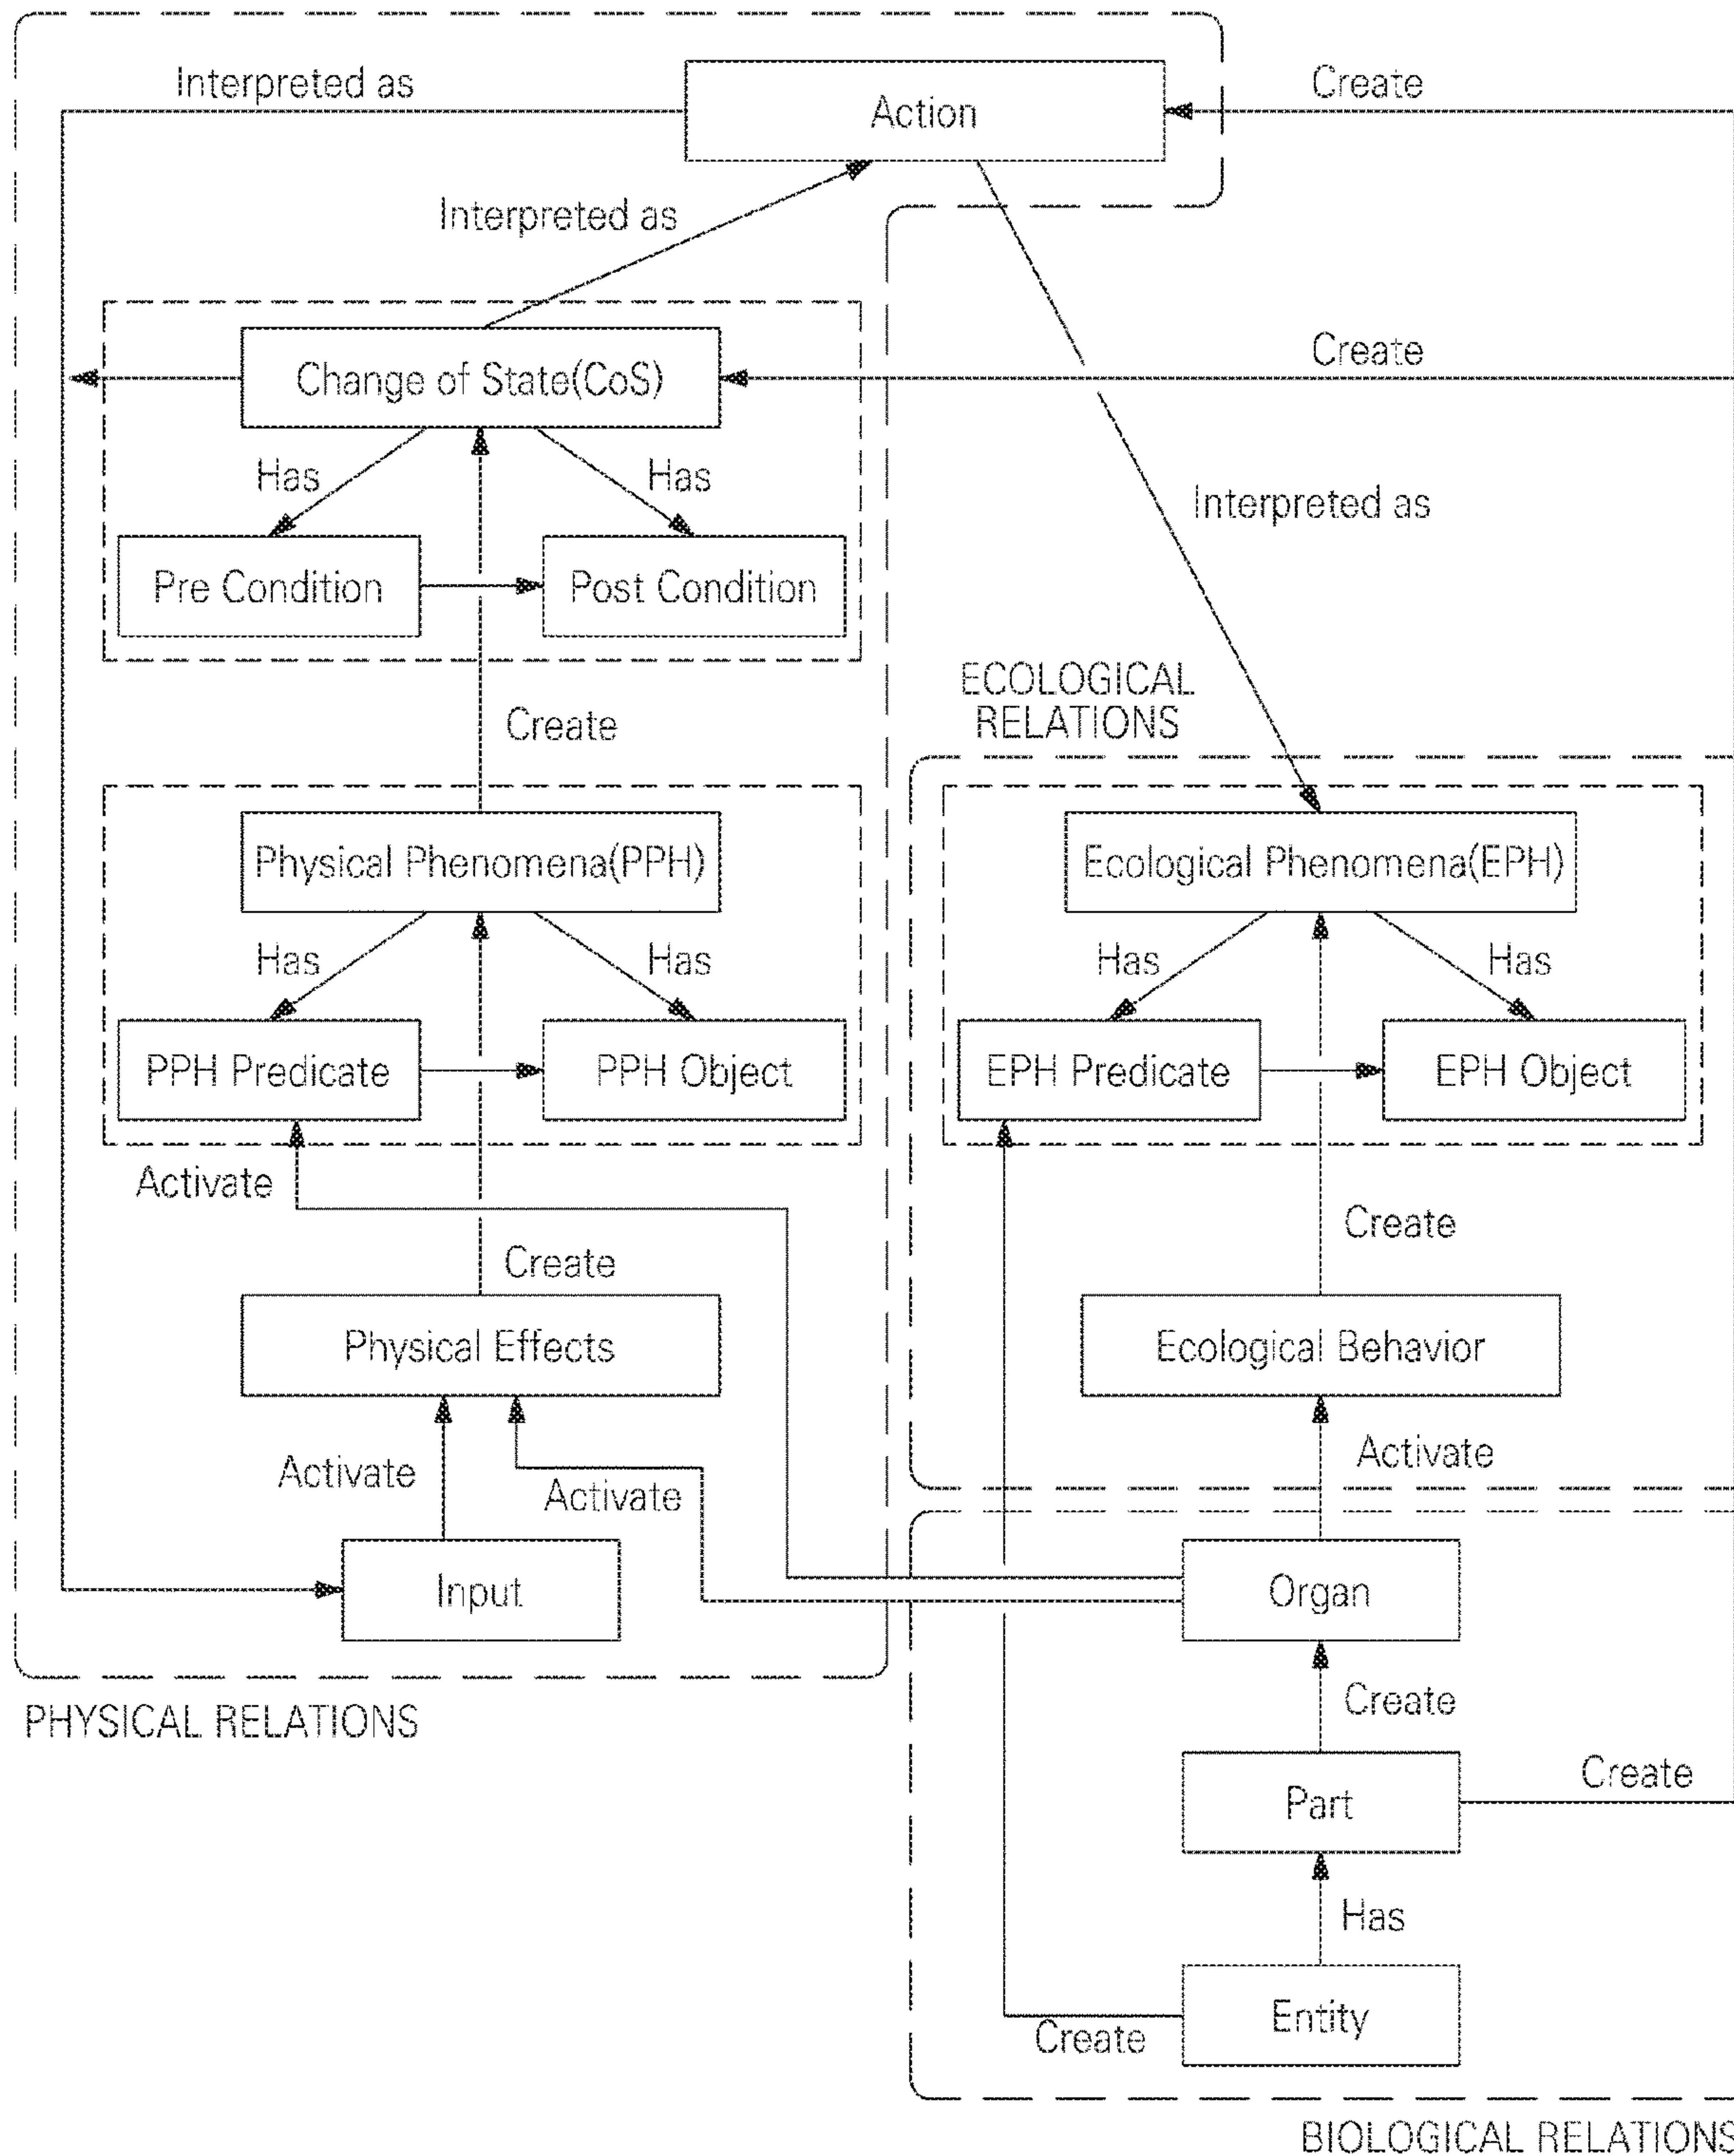 Interpreted as
Action
Create
Interpreted as
Create
Change of State(CoS)
Has
Has
Interpreted as
Pre Condition
Post Condition
ECOLOGICAL
RELATIONS
Create
Physical Phenomena(PPH)
Ecological Phenomena(EPH)
Has
Has
Has
Has
PPH Predicate
PPH Object
EPH Predicate
EPH Object
Activate
Create
Create
Physical Effects
Ecological Behavior
Activate
Activate
Activate
Input
Organ
PHYSICAL RELATIONS
Create
Create
Part
Has
Entity
Create
BIOLOGICAL RELATIONS